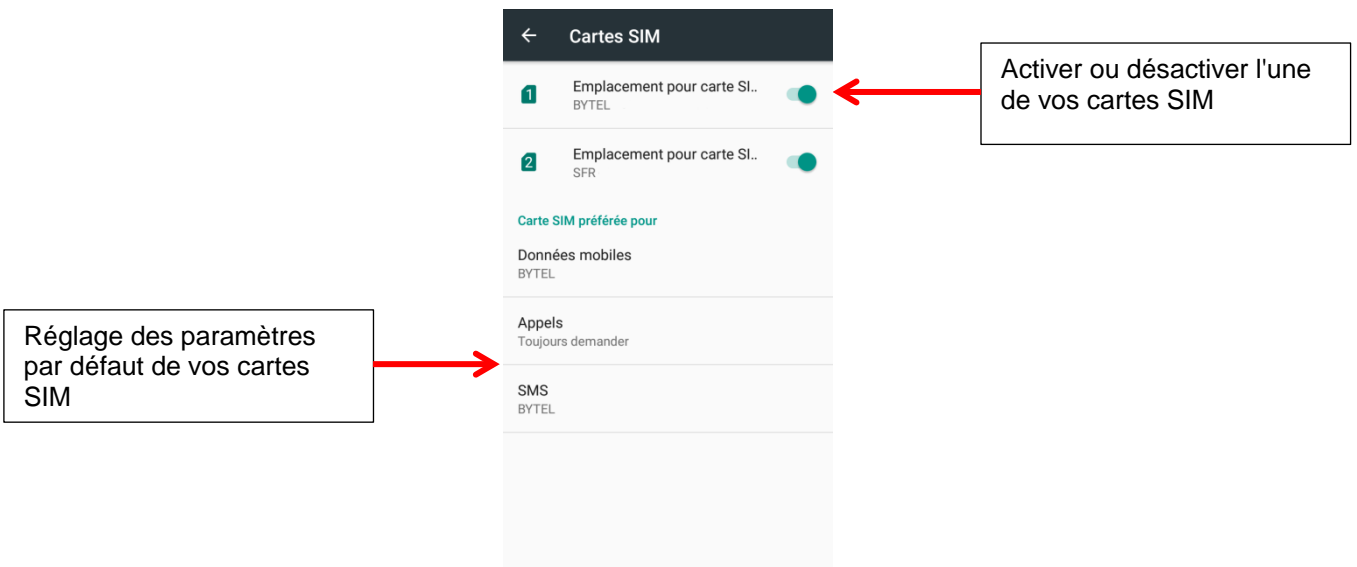 Cartes SIM
1
Emplacement pour carte SI..
BYTEL
2
Emplacement pour carte SI..
SFR
Carte SIM préférée pour
Données mobiles
BYTEL
Appels
Toujours demander
SMS
BYTEL
Activer ou désactiver l'une
de vos cartes SIM
Réglage des paramètres
par défaut de vos cartes
SIM